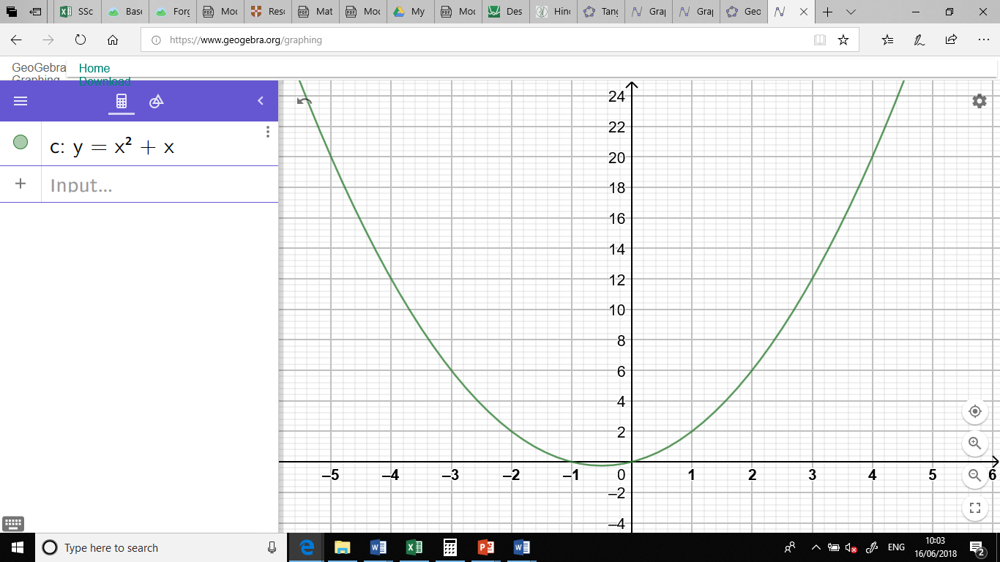 SSc
Base
Forg
Moc
Reso
Mat
Moc
My
Moc
Des
Hinc
Tang
Grap
Grap
Geo
https://www.geogebra.org/graphing
GeoGebra
Graphing
Home
Download
c: y = x² + x
+ Input...
24
22
20
18
16
14
12
10
8
6
4
2
–5 –4 –3 –2 –1 0 1 2 3 4 5 6
–2
–4
Type here to search
ENG
10:03
16/06/2018
2